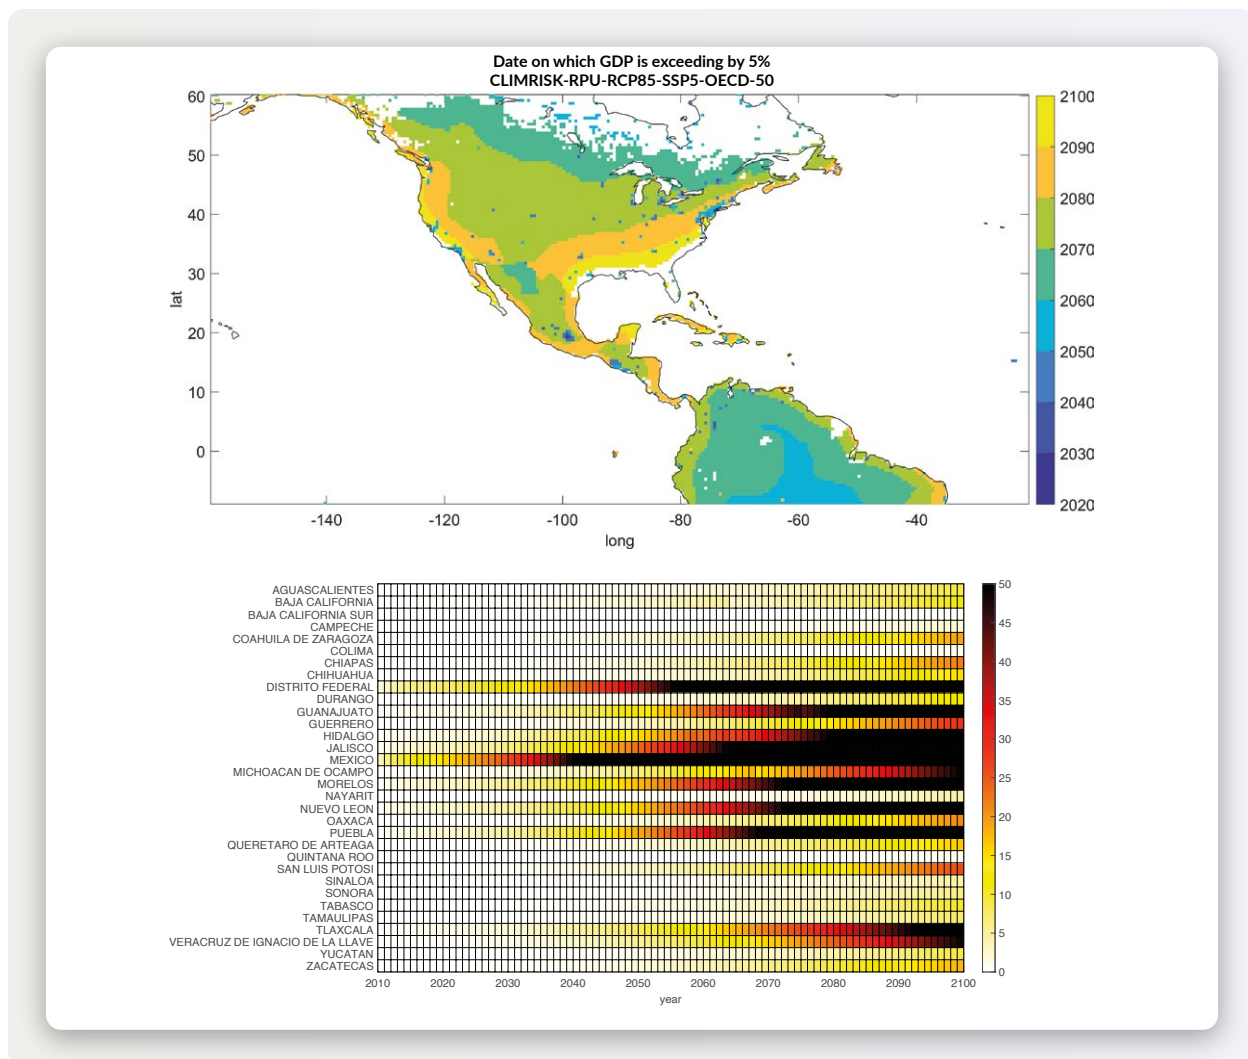 Date on which GDP is exceeding by 5%
CLIMRISK-RPU-RCP85-SSP5-OECD-50
60
50
40
30
20
10
0
lat
-140
-120
-100
-80
-60
-40
long
2100
2090
2080
2070
2060
2050
2040
2030
2020
AGUASCALIENTES
BAJA CALIFORNIA
BAJA CALIFORNIA SUR
CAMPECHE
COAHUILA DE ZARAGOZA
COLIMA
CHIAPAS
CHIHUAHUA
DISTRITO FEDERAL
DURANGO
GUANAJUATO
GUERRERO
HIDALGO
JALISCO
MEXICO
MICHOACAN DE OCAMPO
MORELOS
NAYARIT
NUEVO LEON
OAXACA
PUEBLA
QUERETARO DE ARTEAGA
QUINTANA ROO
SAN LUIS POTOSI
SINALOA
SONORA
TABASCO
TAMAULIPAS
TLAXCALA
VERACRUZ DE IGNACIO DE LA LLAVE
YUCATAN
ZACATECAS
2010
2020
2030
2040
2050
2060
2070
2080
2090
2100
year
50
45
40
35
30
25
20
15
10
5
0